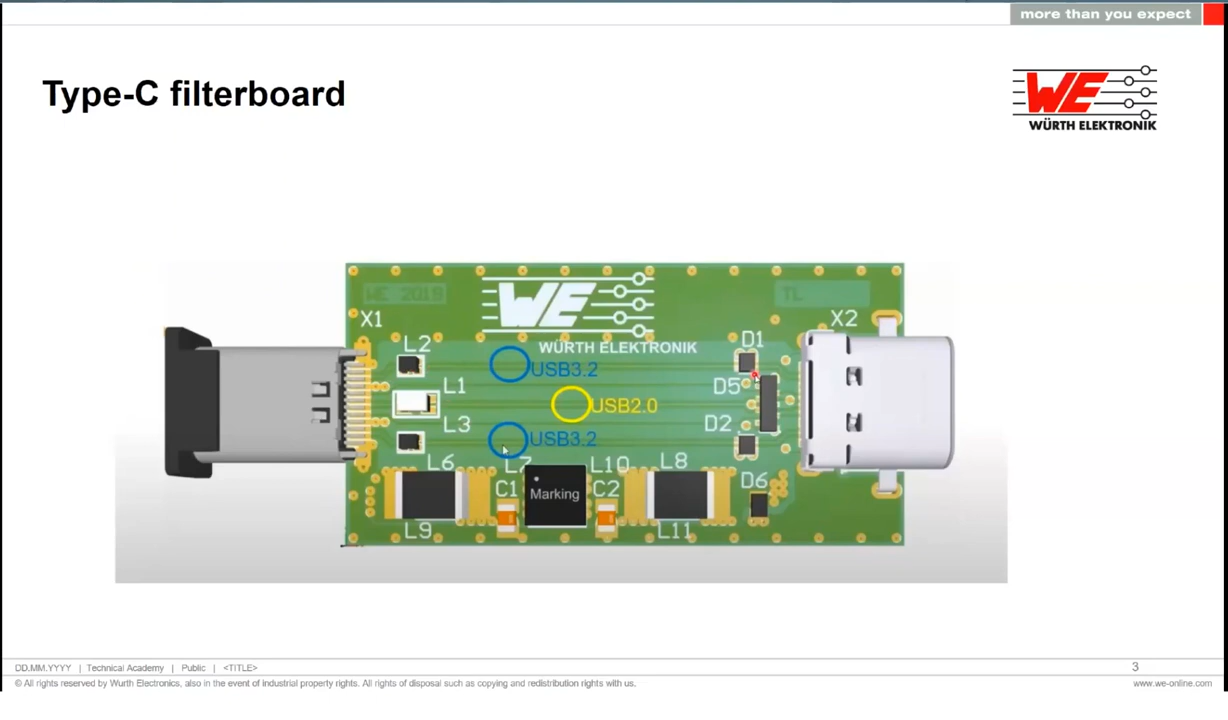 more than you expect
Type-C filterboard
WE
WÜRTH ELEKTRONIK
WE 2019
TL
WE
X1
X2
WÜRTH ELEKTRONIK
L2
D1
USB3.2
L1
D5
USB2.0
L3
D2
USB3.2
L6
L7
L10
L8
D6
C1
Marking
C2
L9
L11
DD.MM.YYYY | Technical Academy | Public | <TITLE>
3
© All rights reserved by Wurth Electronics, also in the event of industrial property rights. All rights of disposal such as copying and redistribution rights with us.
www.we-online.com